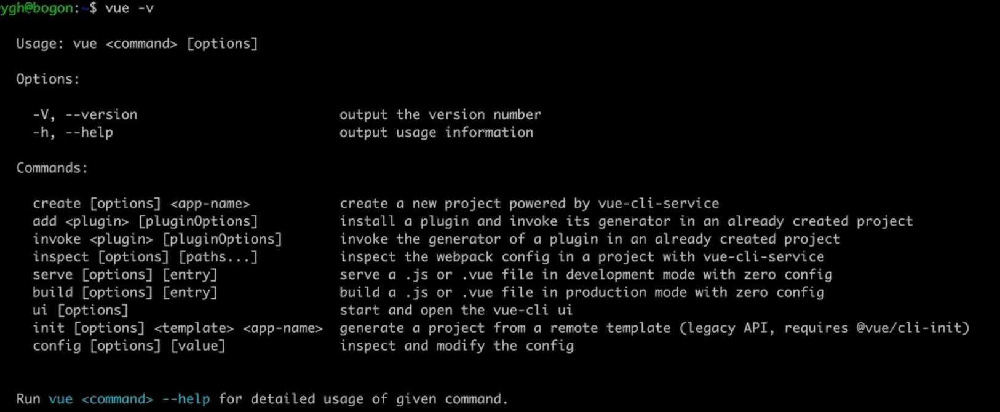 ygh@bogon:~$ vue -v
Usage: vue <command> [options]
Options:
-V, --version output the version number
-h, --help output usage information
Commands:
create [options] <app-name> create a new project powered by vue-cli-service
add <plugin> [pluginOptions] install a plugin and invoke its generator in an already created project
invoke <plugin> [pluginOptions] invoke the generator of a plugin in an already created project
inspect [options] [paths...] inspect the webpack config in a project with vue-cli-service
serve [options] [entry] serve a .js or .vue file in development mode with zero config
build [options] [entry] build a .js or .vue file in production mode with zero config
ui [options] start and open the vue-cli ui
init [options] <template> <app-name> generate a project from a remote template (legacy API, requires @vue/cli-init)
config [options] [value] inspect and modify the config
Run vue <command> --help for detailed usage of given command.